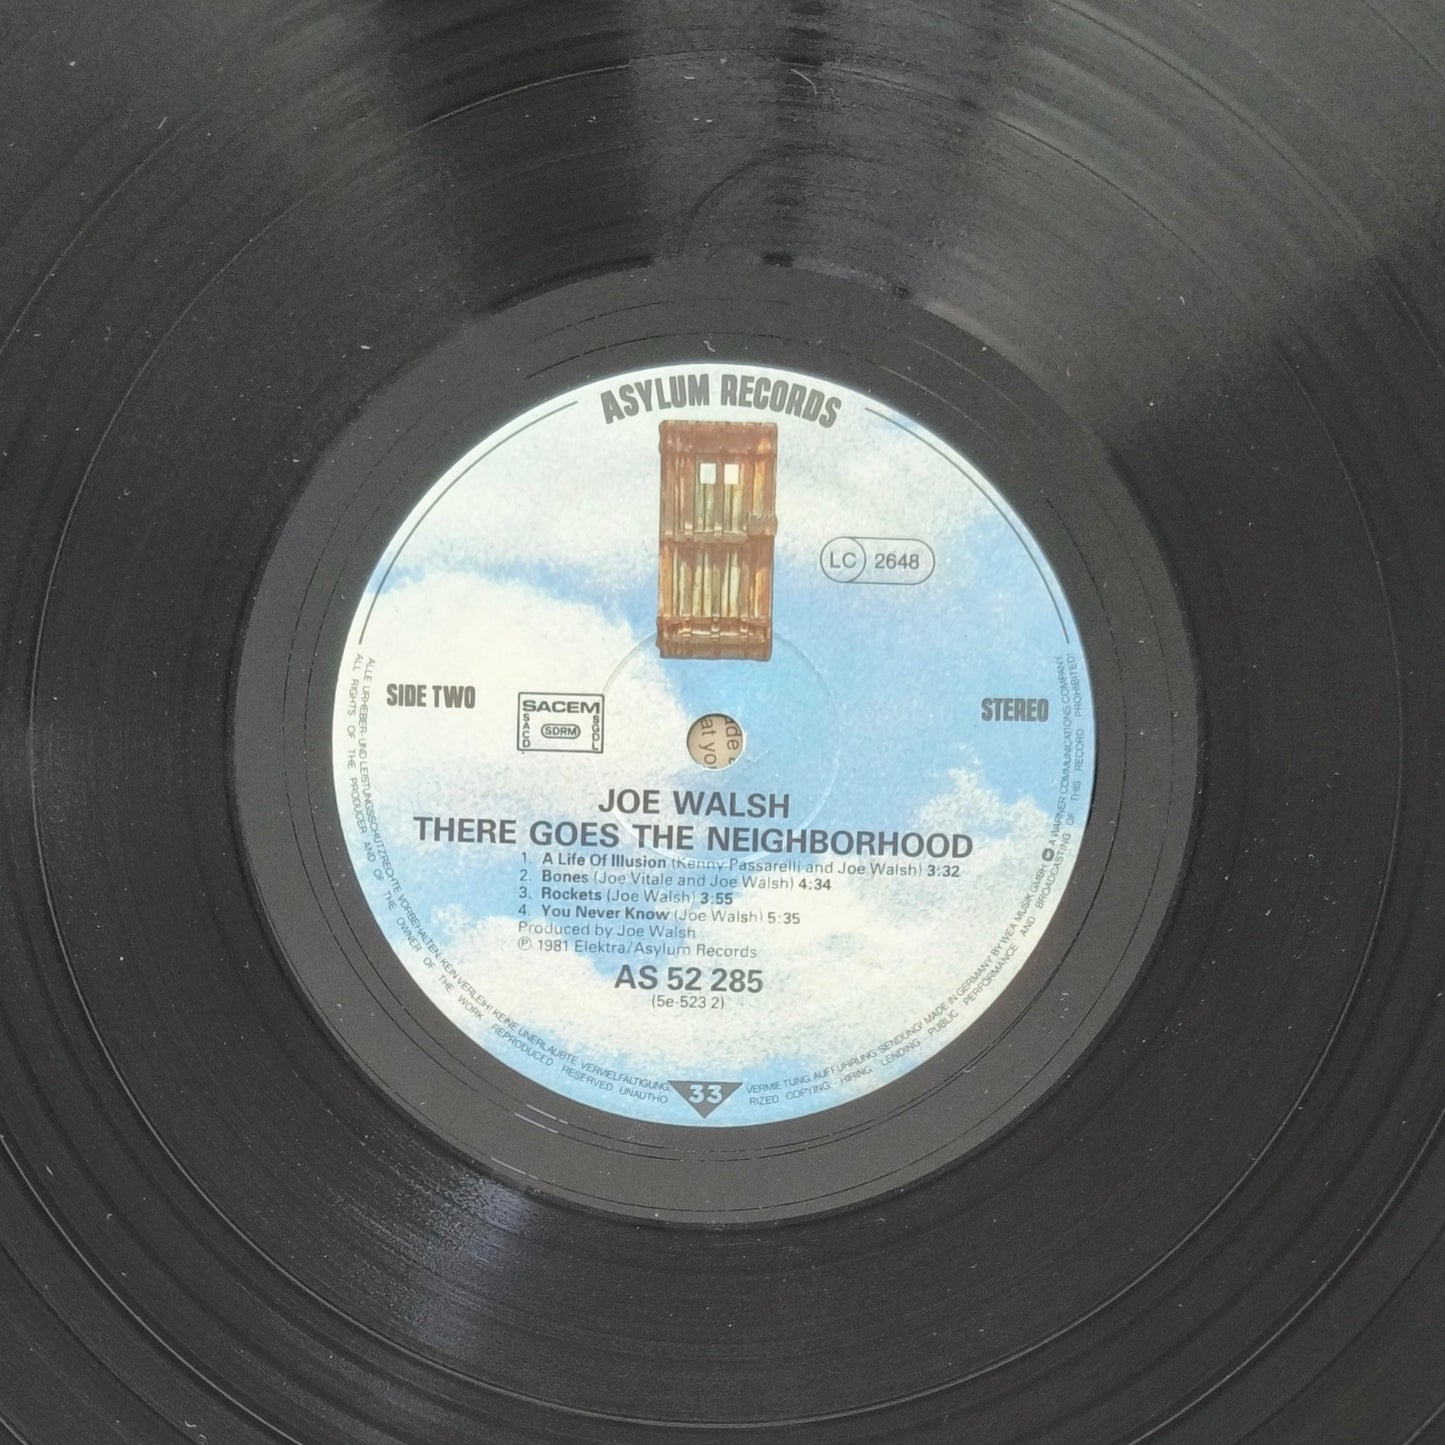 ASYLUM RECORDS
LC 2648
SIDE TWO
SACEM
SACD
SDRM
SGDL
STEREO
JOE WALSH
THERE GOES THE NEIGHBORHOOD
1. A Life Of Illusion (Kenny Passarelli and Joe Walsh) 3:32
2. Bones (Joe Vitale and Joe Walsh) 4:34
3. Rockets (Joe Walsh) 3:55
4. You Never Know (Joe Walsh) 5:35
Produced by Joe Walsh
℗ 1981 Elektra/Asylum Records
AS 52 285
(5e-523 2)
33
ALLE URHEBER- UND LEISTUNGSSCHUTZRECHTE VORBEHALTEN. KEIN VERLEIH! KEINE UNERLAUBTE VERVIELFÄLTIGUNG, VERMIETUNG, AUFFÜHRUNG, SENDUNG! MADE IN GERMANY BY WEA MUSIK GMBH A WARNER COMMUNICATIONS COMPANY
ALL RIGHTS OF THE PRODUCER AND OF THE OWNER OF THE WORK REPRODUCED RESERVED UNAUTHORIZED COPYING HIRING LENDING PUBLIC PERFORMANCE AND BROADCASTING OF THIS RECORD PROHIBITED!
at yo